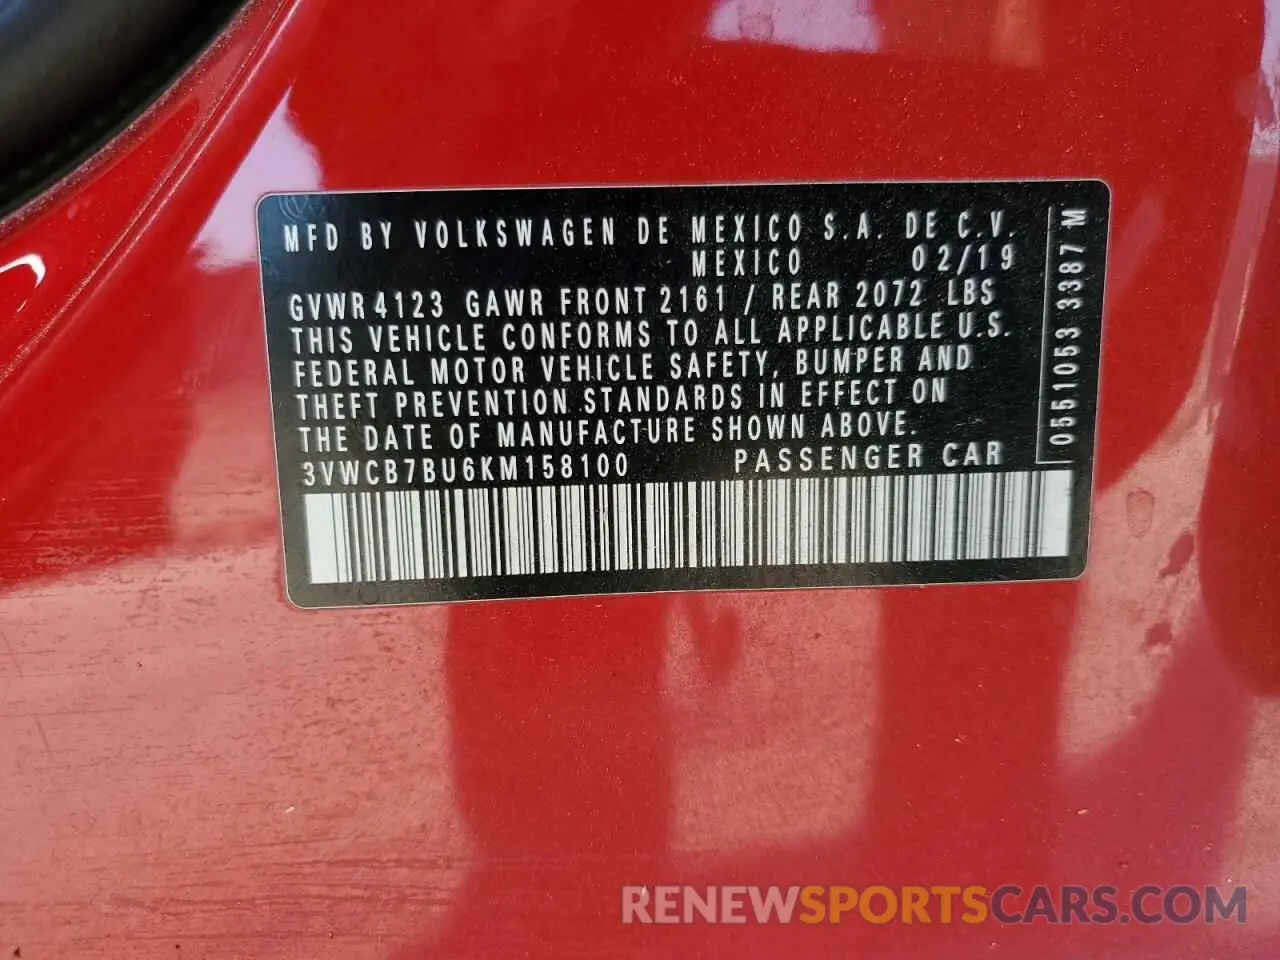 MFD BY VOLKSWAGEN DE MEXICO S.A. DE C.V.
MEXICO 02/19
GVWR 4123 GAWR FRONT 2161 / REAR 2072 LBS
THIS VEHICLE CONFORMS TO ALL APPLICABLE U.S.
FEDERAL MOTOR VEHICLE SAFETY, BUMPER AND
THEFT PREVENTION STANDARDS IN EFFECT ON
THE DATE OF MANUFACTURE SHOWN ABOVE.
3VWCB7BU6KM158100 PASSENGER CAR
0551053 3387 M
RENEWSPORTSCARS.COM